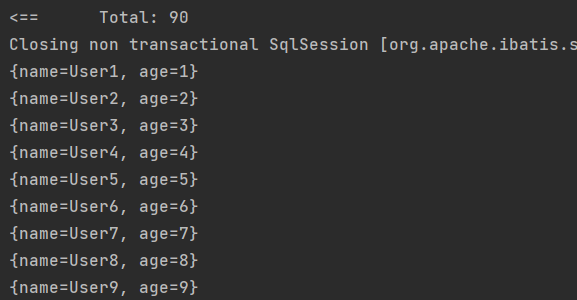 <==      Total: 90
Closing non transactional SqlSession [org.apache.ibatis.s
{name=User1, age=1}
{name=User2, age=2}
{name=User3, age=3}
{name=User4, age=4}
{name=User5, age=5}
{name=User6, age=6}
{name=User7, age=7}
{name=User8, age=8}
{name=User9, age=9}